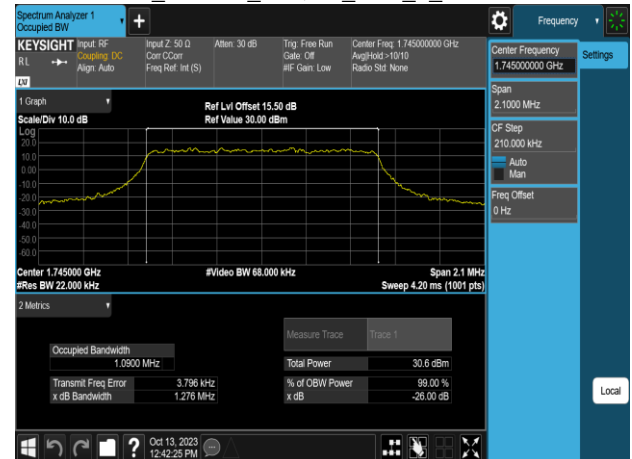 Spectrum Analyzer 1
Occupied BW
Frequency
KEYSIGHT
RL
LXI
Input: RF
Coupling: DC
Align: Auto
Input Z: 50 Ω
Corr CCorr
Freq Ref: Int (S)
Atten: 30 dB
Trig: Free Run
Gate: Off
#IF Gain: Low
Center Freq: 1.745000000 GHz
Avg|Hold:>10/10
Radio Std: None
Center Frequency
1.745000000 GHz
Settings
Span
2.1000 MHz
CF Step
210.000 kHz
Auto
Man
Freq Offset
0 Hz
Local
1 Graph
Scale/Div 10.0 dB
Ref Lvl Offset 15.50 dB
Ref Value 30.00 dBm
Log
20.0
10.0
0.00
-10.0
-20.0
-30.0
-40.0
-50.0
-60.0
Center 1.74500 GHz
#Video BW 68.000 kHz
Span 2.1 MHz
#Res BW 22.000 kHz
Sweep 4.20 ms (1001 pts)
2 Metrics
Measure Trace
Trace 1
Occupied Bandwidth
1.0900 MHz
Total Power
30.6 dBm
Transmit Freq Error
3.796 kHz
% of OBW Power
99.00 %
x dB Bandwidth
1.276 MHz
x dB
-26.00 dB
?
Oct 13, 2023
12:42:25 PM